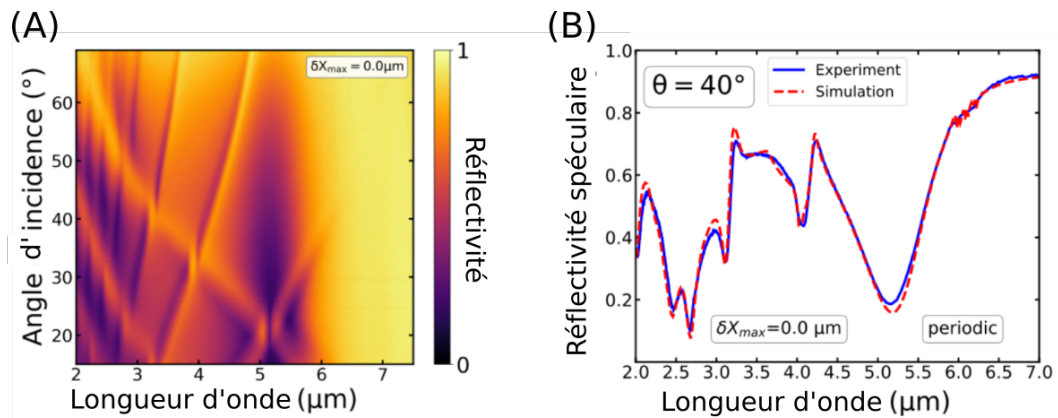 (A)
Angle d'incidence (°)
60
50
40
30
20
δXmax = 0.0μm
2 3 4 5 6 7
Longueur d'onde (μm)
1
0
Réflectivité
(B)
Réflectivité spéculaire
1.0
0.8
0.6
0.4
0.2
θ = 40°
Experiment
Simulation
δXmax=0.0 μm
periodic
2.0 2.5 3.0 3.5 4.0 4.5 5.0 5.5 6.0 6.5 7.0
Longueur d'onde (μm)